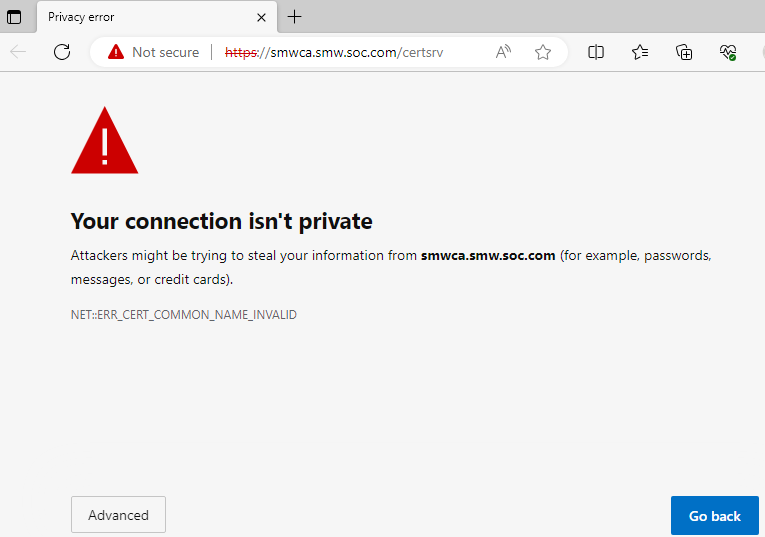 Privacy error
Not secure https://smwca.smw.soc.com/certsrv
Your connection isn't private
Attackers might be trying to steal your information from smwca.smw.soc.com (for example, passwords,
messages, or credit cards).
NET::ERR_CERT_COMMON_NAME_INVALID
Advanced
Go back